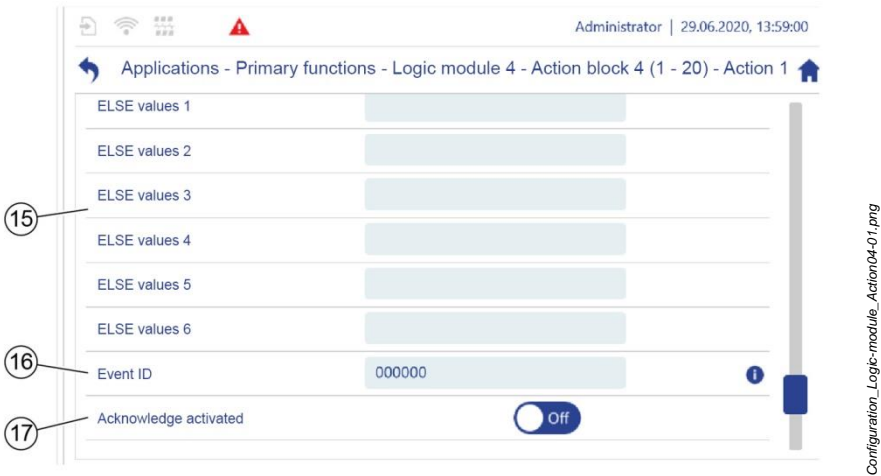 Administrator | 29.06.2020, 13:59:00
Applications - Primary functions - Logic module 4 - Action block 4 (1 - 20) - Action 1
ELSE values 1
ELSE values 2
ELSE values 3
15
ELSE values 4
ELSE values 5
ELSE values 6
16
Event ID 000000
Acknowledge activated Off
17
Configuration_Logic-module_Action04-01.png